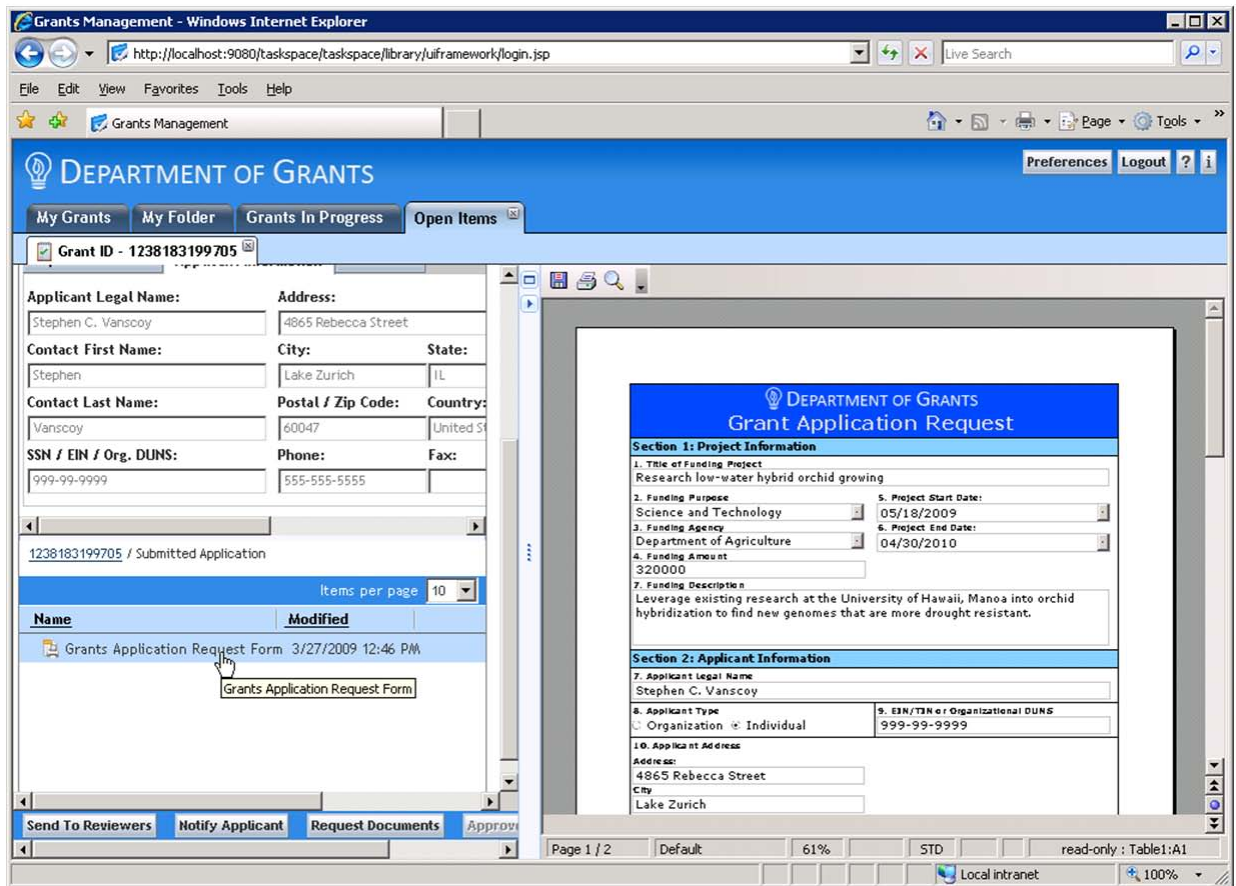 Grants Management - Windows Internet Explorer
http://localhost:9080/taskspace/taskspace/library/uiframework/login.jsp
Live Search
File Edit View Favorites Tools Help
Grants Management
Page Tools »
DEPARTMENT OF GRANTS
Preferences Logout ? i
My Grants My Folder Grants In Progress Open Items
Grant ID - 1238183199705
Applicant Legal Name: Address:
Stephen C. Vanscoy 4865 Rebecca Street
Contact First Name: City: State:
Stephen Lake Zurich IL
Contact Last Name: Postal / Zip Code: Country:
Vanscoy 60047 United
SSN / EIN / Org. DUNS: Phone: Fax:
999-99-9999 555-555-5555
1238183199705 / Submitted Application
Items per page 10
Name Modified
Grants Application Request Form 3/27/2009 12:46 PM
Grants Application Request Form
Send To Reviewers Notify Applicant Request Documents
DEPARTMENT OF GRANTS
Grant Application Request
Section 1: Project Information
1. Title of Funding Project
Research low-water hybrid orchid growing
2. Funding Purpose 5. Project Start Date:
Science and Technology 05/18/2009
3. Funding Agency 6. Project End Date:
Department of Agriculture 04/30/2010
4. Funding Amount
320000
7. Funding Description
Leverage existing research at the University of Hawaii, Manoa into orchid
hybridization to find new genomes that are more drought resistant.
Section 2: Applicant Information
7. Applicant Legal Name
Stephen C. Vanscoy
8. Applicant Type 9. EIN/TIN or Organizational DUNS
Organization Individual 999-99-9999
10. Applicant Address
Address:
4865 Rebecca Street
City
Lake Zurich
Page 1 / 2 Default 61% STD read-only : Table1:A1
Local intranet 100%